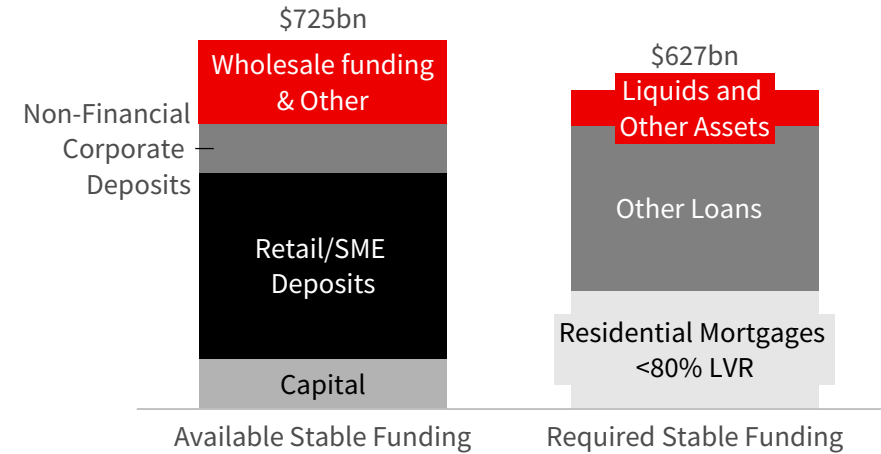 $725bn
Wholesale funding
& Other
Non-Financial
Corporate
Deposits
Retail/SME
Deposits
Capital
Available Stable Funding
$627bn
Liquids and
Other Assets
Other Loans
Residential Mortgages
<80% LVR
Required Stable Funding